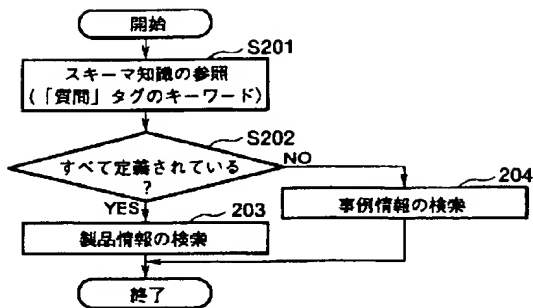 開始
S201
スキーマ知識の参照
(「質問」タグのキーワード)
S202
すべて定義されている
?
NO
YES
203
製品情報の検索
204
事例情報の検索
終了